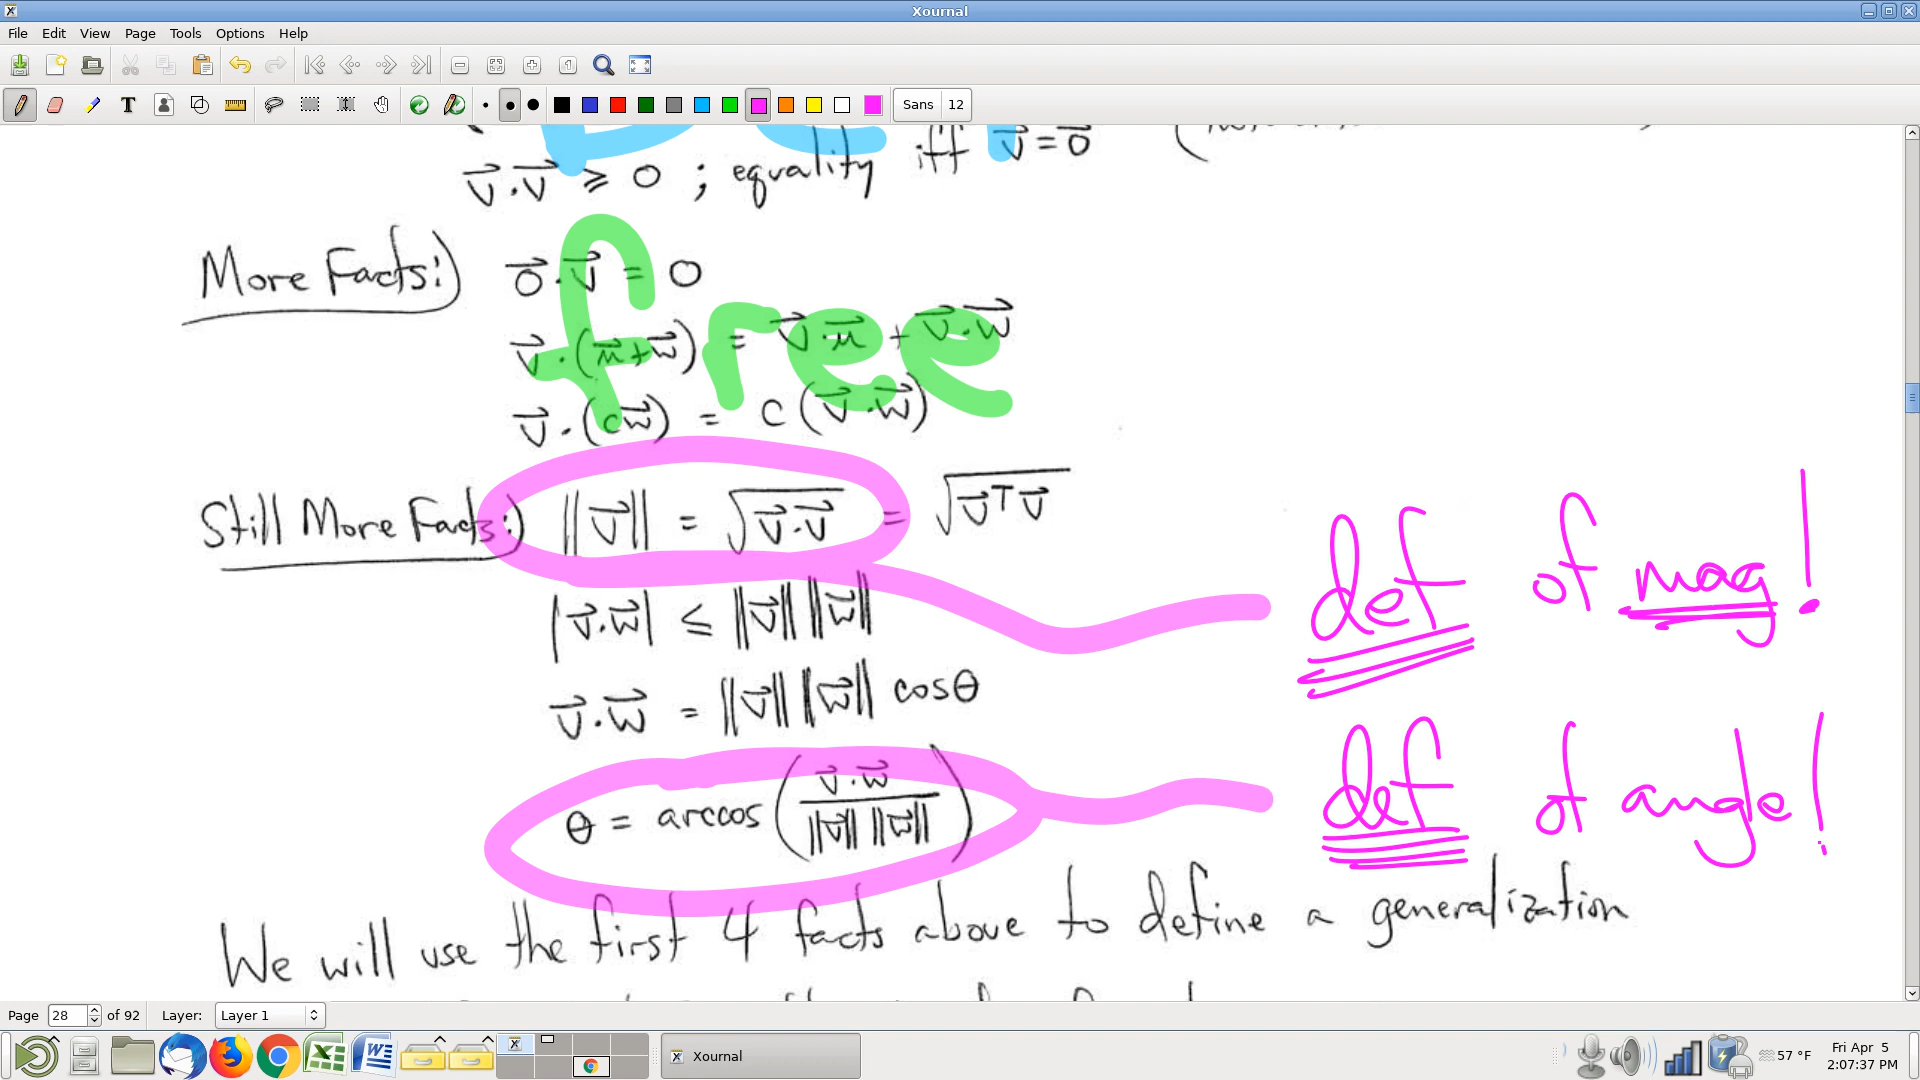 Xournal
File Edit View Page Tools Options Help
Sans 12
v⃗·v⃗ ⩾ 0 ; equality iff v⃗=0⃗
More Facts:) 0⃗·v⃗ = 0
v⃗·(u⃗+w⃗) = v⃗·u⃗ + v⃗·w⃗
free
v⃗·(cw⃗) = c(v⃗·w⃗)
Still More Facts:) ||v⃗|| = √(v⃗·v⃗) = √(v⃗ᵀv⃗)
def of mag!
|v⃗·w⃗| ≤ ||v⃗|| ||w⃗||
v⃗·w⃗ = ||v⃗|| ||w⃗|| cosθ
θ = arccos(v⃗·w⃗ / ||v⃗|| ||w⃗||)
def of angle!
We will use the first 4 facts above to define a generalization
Page 28 of 92 Layer: Layer 1
Xournal
57 °F
Fri Apr 5
2:07:37 PM